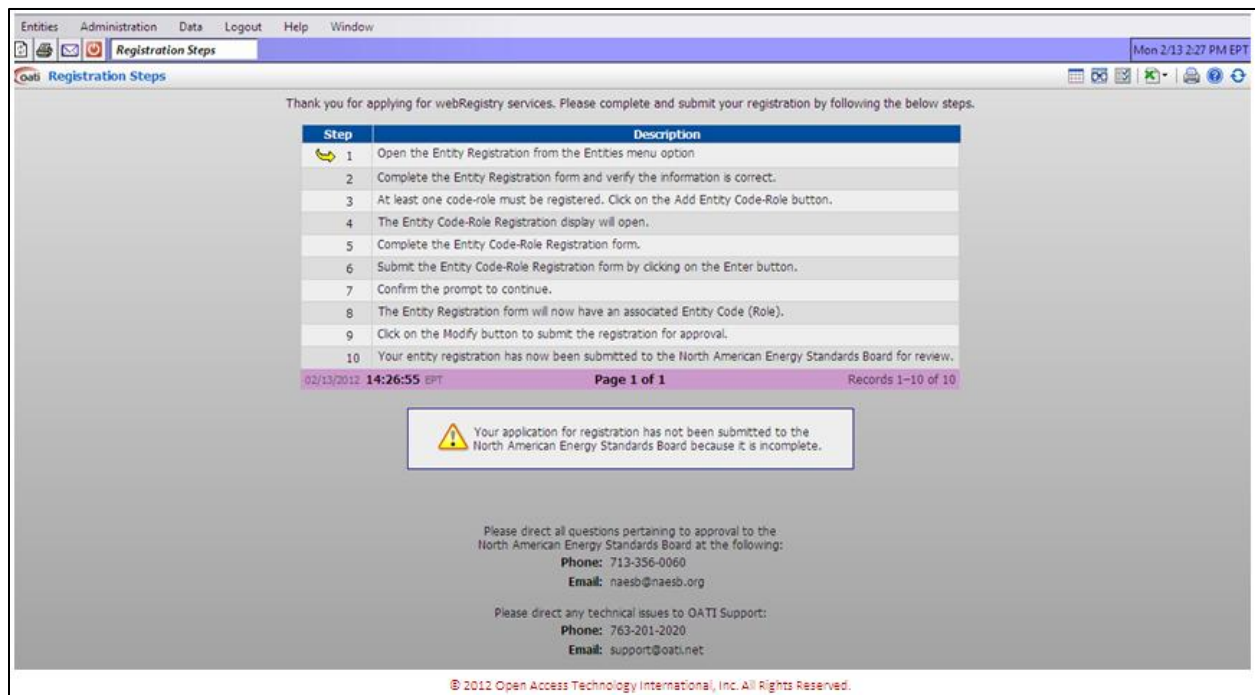 Entities Administration Data Logout Help Window
Registration Steps Mon 2/13 2:27 PM EPT
oati Registration Steps
Thank you for applying for webRegistry services. Please complete and submit your registration by following the below steps.
Step Description
1 Open the Entity Registration from the Entities menu option
2 Complete the Entity Registration form and verify the information is correct.
3 At least one code-role must be registered. Click on the Add Entity Code-Role button.
4 The Entity Code-Role Registration display will open.
5 Complete the Entity Code-Role Registration form.
6 Submit the Entity Code-Role Registration form by clicking on the Enter button.
7 Confirm the prompt to continue.
8 The Entity Registration form will now have an associated Entity Code (Role).
9 Click on the Modify button to submit the registration for approval.
10 Your entity registration has now been submitted to the North American Energy Standards Board for review.
02/13/2012 14:26:55 EPT Page 1 of 1 Records 1-10 of 10
Your application for registration has not been submitted to the
North American Energy Standards Board because it is incomplete.
Please direct all questions pertaining to approval to the
North American Energy Standards Board at the following:
Phone: 713-356-0060
Email: naesb@naesb.org
Please direct any technical issues to OATI Support:
Phone: 763-201-2020
Email: support@oati.net
© 2012 Open Access Technology International, Inc. All Rights Reserved.